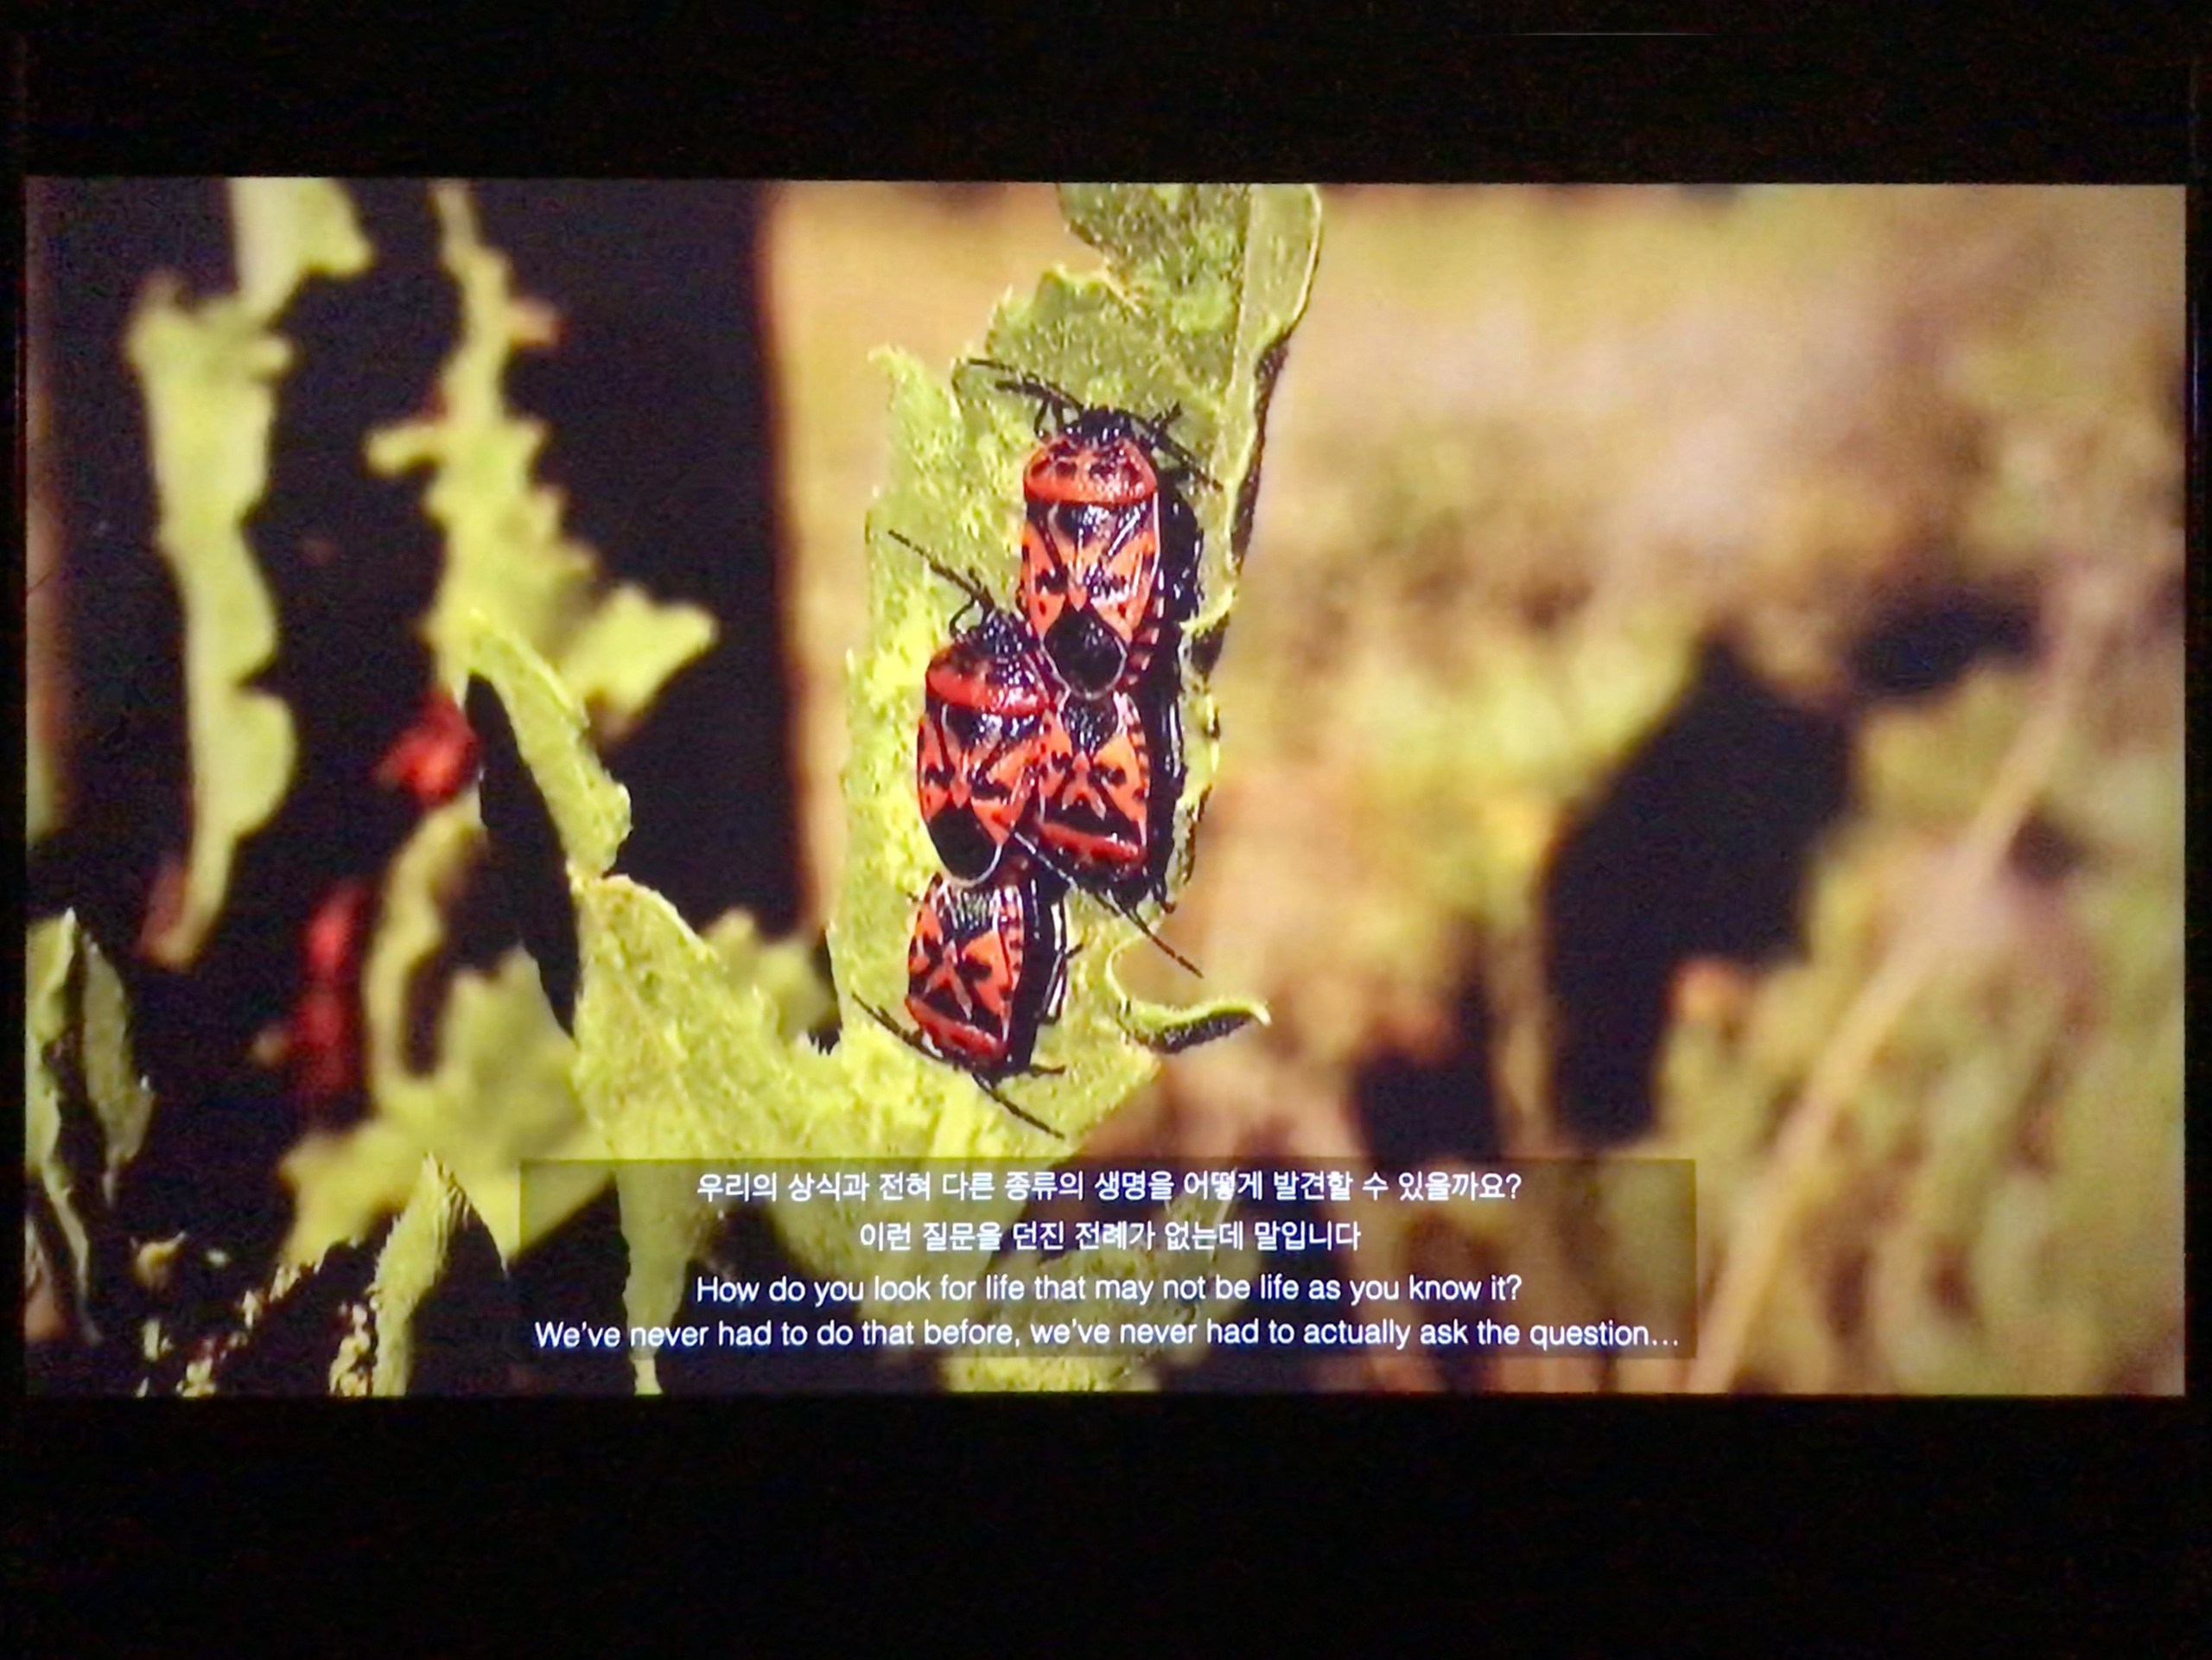 우리의 상식과 전혀 다른 종류의 생명을 어떻게 발견할 수 있을까요?
이런 질문을 던진 전례가 없는데 말입니다
How do you look for life that may not be life as you know it?
We've never had to do that before, we've never had to actually ask the question...